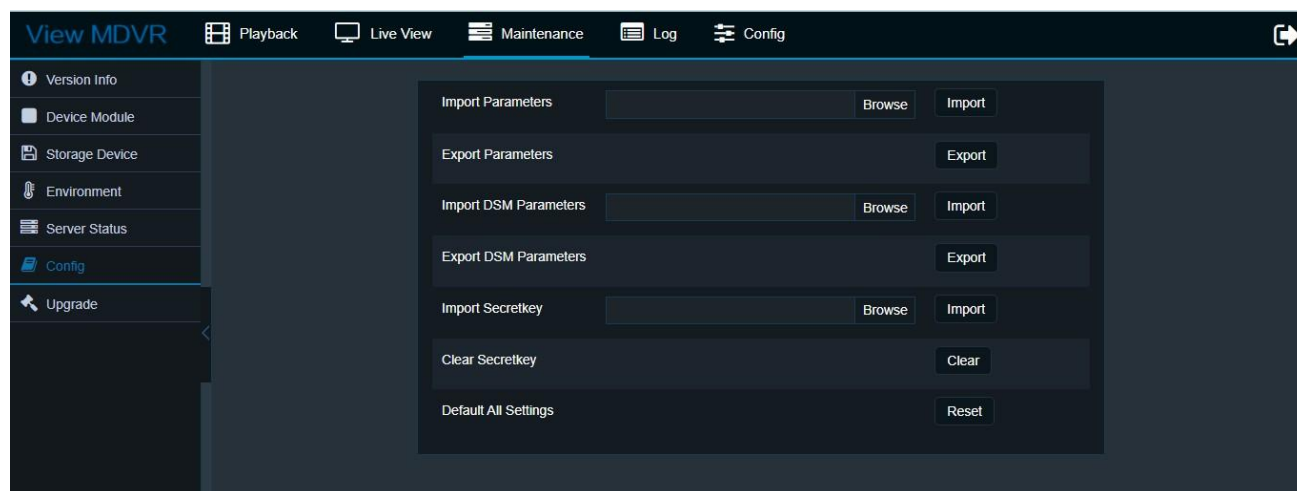 View MDVR Playback Live View Maintenance Log Config
Version Info
Device Module
Storage Device
Environment
Server Status
Config
Upgrade
Import Parameters Browse Import
Export Parameters Export
Import DSM Parameters Browse Import
Export DSM Parameters Export
Import Secretkey Browse Import
Clear Secretkey Clear
Default All Settings Reset